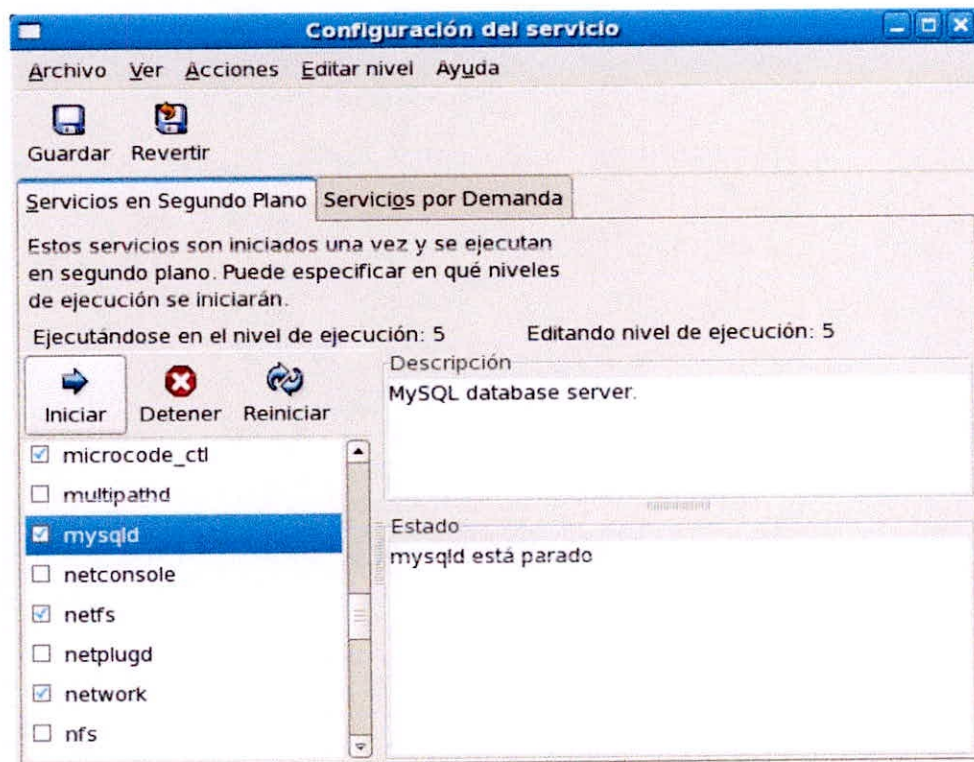 Configuración del servicio
Archivo Ver Acciones Editar nivel Ayuda
Guardar Revertir
Servicios en Segundo Plano Servicios por Demanda
Estos servicios son iniciados una vez y se ejecutan
en segundo plano. Puede especificar en qué niveles
de ejecución se iniciarán.
Ejecutándose en el nivel de ejecución: 5 Editando nivel de ejecución: 5
Iniciar Detener Reiniciar
microcode_ctl
multipathd
mysqld
netconsole
netfs
netplugd
network
nfs
Descripción
MySQL database server.
Estado
mysqld está parado